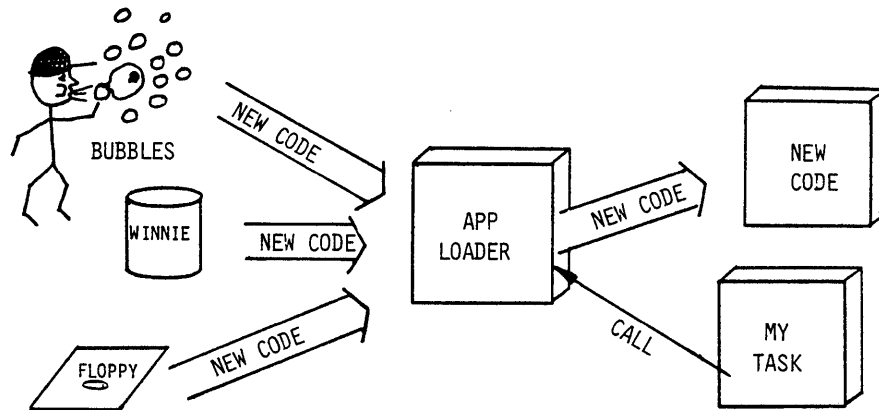 BUBBLES
NEW CODE
WINNIE
NEW CODE
FLOPPY
NEW CODE
APP
LOADER
NEW CODE
NEW
CODE
CALL
MY
TASK